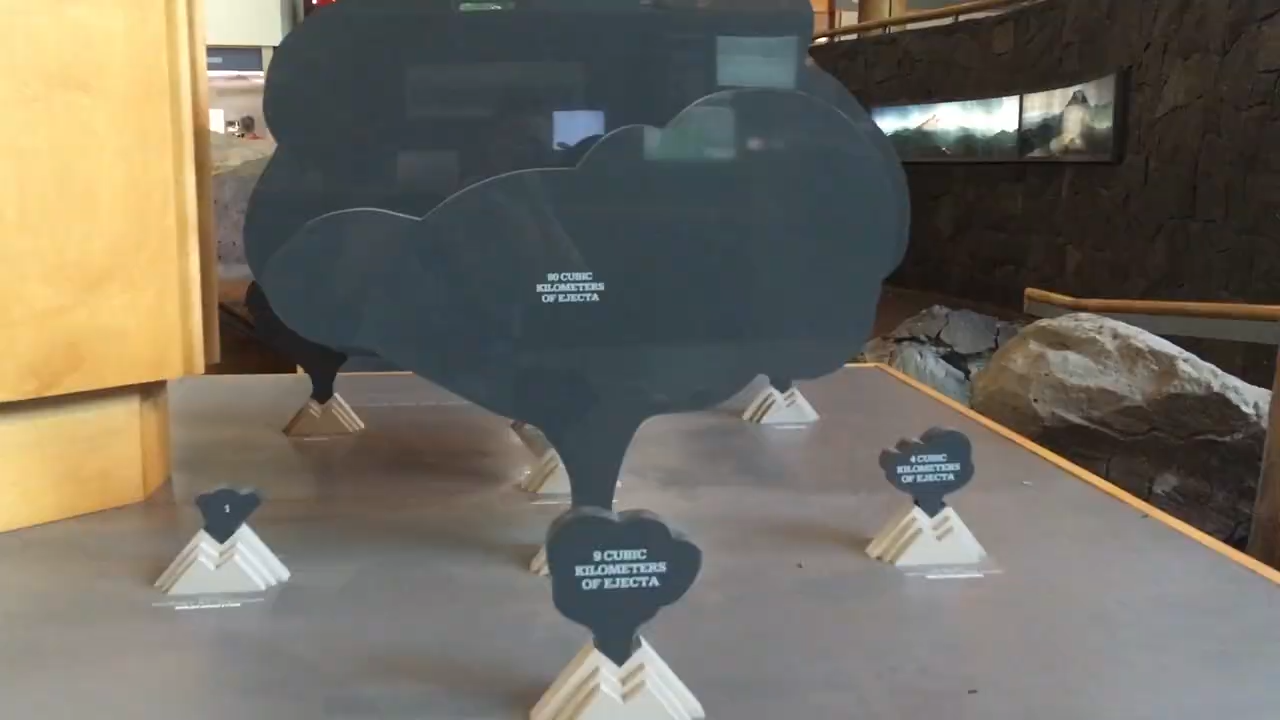 80 CUBIC
KILOMETERS
OF EJECTA
4 CUBIC
KILOMETERS
OF EJECTA
1
9 CUBIC
KILOMETERS
OF EJECTA